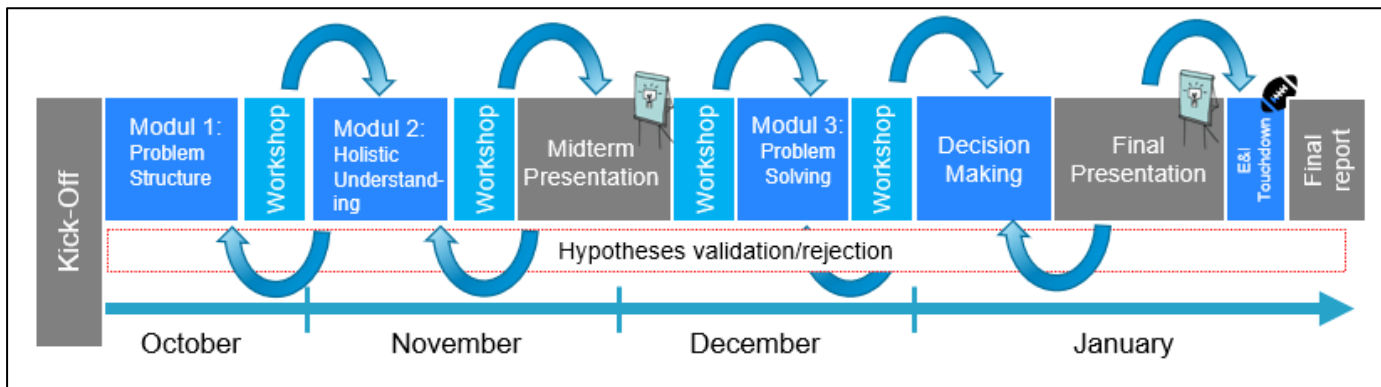 Kick-Off
Modul 1:
Problem
Structure
Workshop
Modul 2:
Holistic
Understand-
ing
Workshop
Midterm
Presentation
Workshop
Modul 3:
Problem
Solving
Workshop
Decision
Making
Final
Presentation
E&I
Touchdown
Final
report
Hypotheses validation/rejection
October
November
December
January